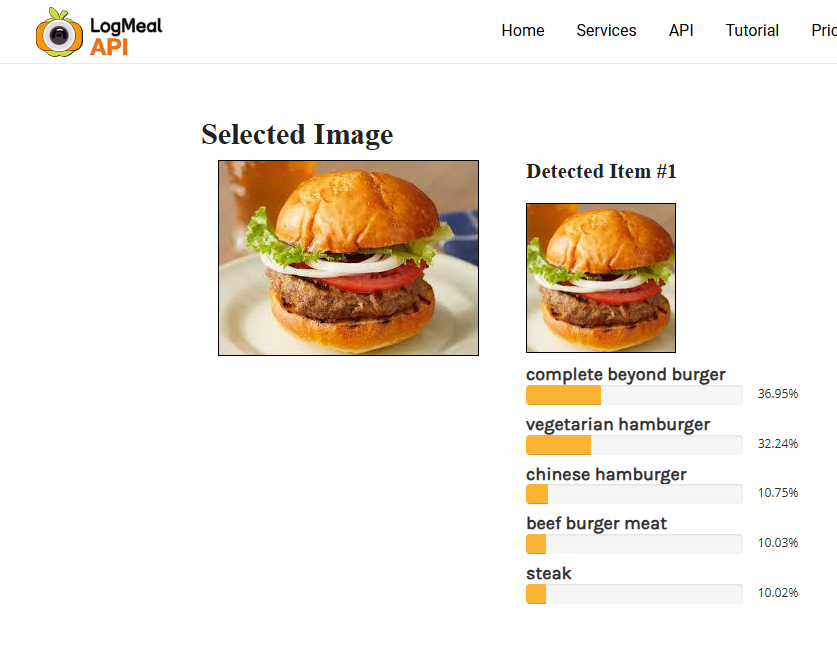 LogMeal
API
Home Services API Tutorial
Selected Image
Detected Item #1
complete beyond burger
36.95%
vegetarian hamburger
32.24%
chinese hamburger
10.75%
beef burger meat
10.03%
steak
10.02%